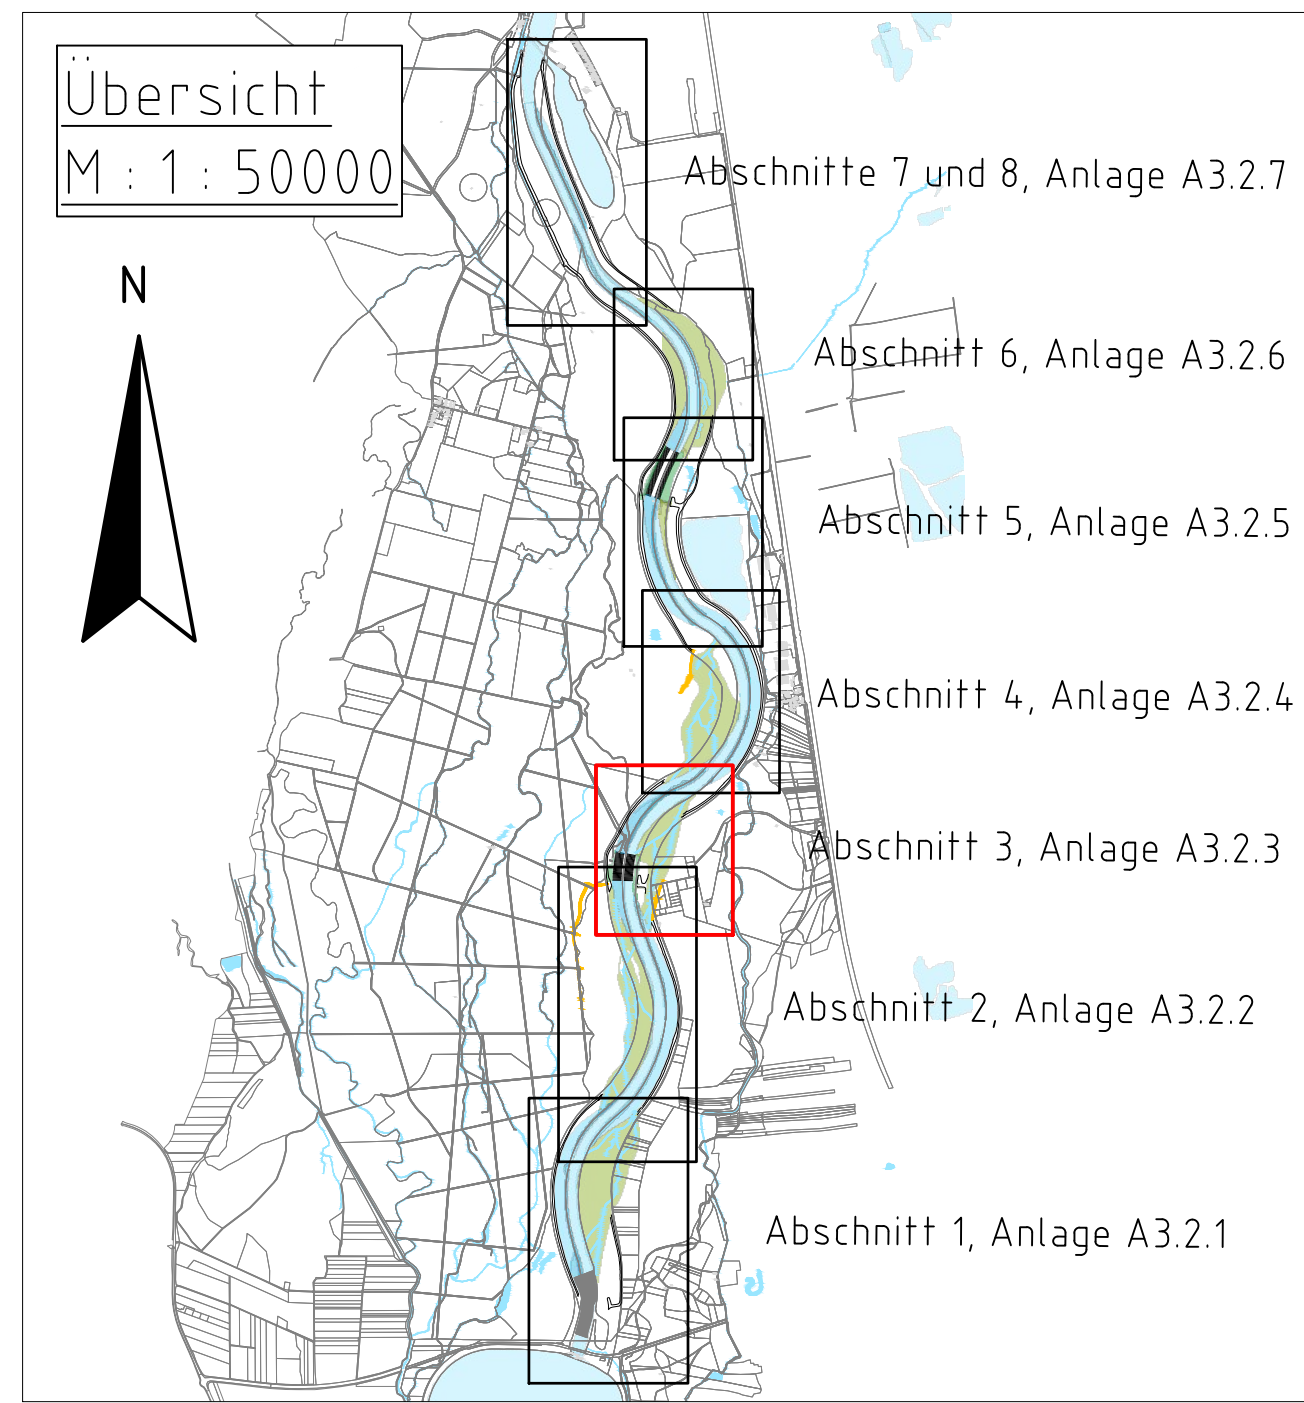 Übersicht
M : 1 : 50000
N
Abschnitte 7 und 8, Anlage A3.2.7
Abschnitt 6, Anlage A3.2.6
Abschnitt 5, Anlage A3.2.5
Abschnitt 4, Anlage A3.2.4
Abschnitt 3, Anlage A3.2.3
Abschnitt 2, Anlage A3.2.2
Abschnitt 1, Anlage A3.2.1